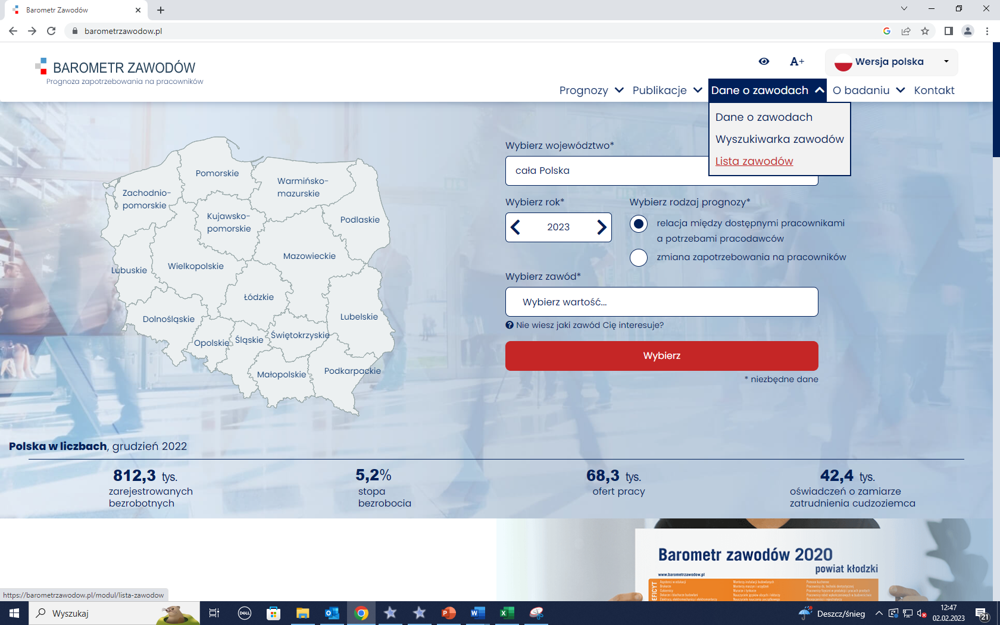 Barometr Zawodów
barometrzawodow.pl
BAROMETR ZAWODÓW
Prognoza zapotrzebowania na pracowników
A+
Wersja polska
Prognozy
Publikacje
Dane o zawodach
O badaniu
Kontakt
Dane o zawodach
Wyszukiwarka zawodów
Lista zawodów
Pomorskie
Warmińsko-
mazurskie
Zachodnio-
pomorskie
Kujawsko-
pomorskie
Podlaskie
Mazowieckie
Wielkopolskie
Lubuskie
Łódzkie
Dolnośląskie
Lubelskie
Opolskie
Śląskie
Świętokrzyskie
Małopolskie
Podkarpackie
Wybierz województwo*
cała Polska
Wybierz rok*
2023
Wybierz rodzaj prognozy*
relacja między dostępnymi pracownikami
a potrzebami pracodawców
zmiana zapotrzebowania na pracowników
Wybierz zawód*
Wybierz wartość...
Nie wiesz jaki zawód Cię interesuje?
Wybierz
* niezbędne dane
Polska w liczbach, grudzień 2022
812,3 tys.
zarejestrowanych
bezrobotnych
5,2%
stopa
bezrobocia
68,3 tys.
ofert pracy
42,4 tys.
oświadczeń o zamiarze
zatrudnienia cudzoziemca
Barometr zawodów 2020
powiat kłodzki
www.barometrzawodow.pl
https://barometrzawodow.pl/modul/lista-zawodow
Wyszukaj
DELL
Deszcz/śnieg
12:47
02.02.2023
21